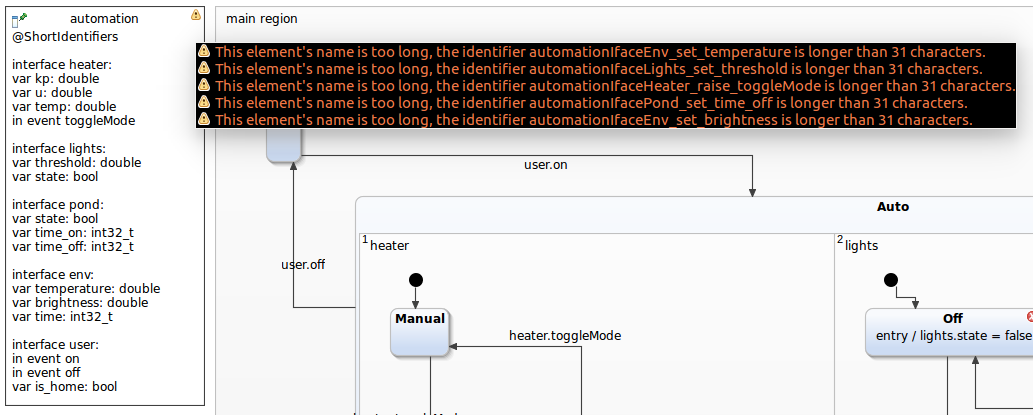 automation
@ShortIdentifiers
interface heater:
var kp: double
var u: double
var temp: double
in event toggleMode
interface lights:
var threshold: double
var state: bool
interface pond:
var state: bool
var time_on: int32_t
var time_off: int32_t
interface env:
var temperature: double
var brightness: double
var time: int32_t
interface user:
in event on
in event off
var is_home: bool
main region
This element's name is too long, the identifier automationIfaceEnv_set_temperature is longer than 31 characters.
This element's name is too long, the identifier automationIfaceLights_set_threshold is longer than 31 characters.
This element's name is too long, the identifier automationIfaceHeater_raise_toggleMode is longer than 31 characters.
This element's name is too long, the identifier automationIfacePond_set_time_off is longer than 31 characters.
This element's name is too long, the identifier automationIfaceEnv_set_brightness is longer than 31 characters.
user.on
Auto
1 heater
2 lights
user.off
Manual
heater.toggleMode
Off
entry / lights.state = false